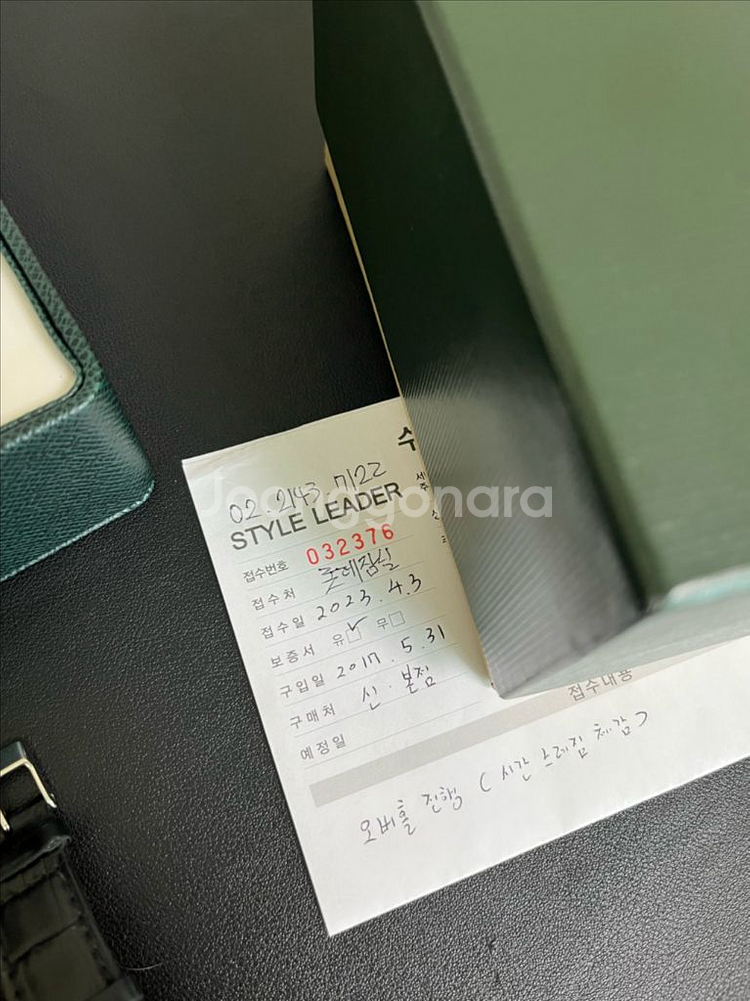 수
02 2143 7122
STYLE LEADER
Joonggonara
접수번호 032376
접수처 롯데잠실
접수일 2023.4.3
보증서 유 무
구입일 2017.5.31
구매처 신.본점
예정일
접수내용
오버홀 진행 (시간 느려짐 체감)